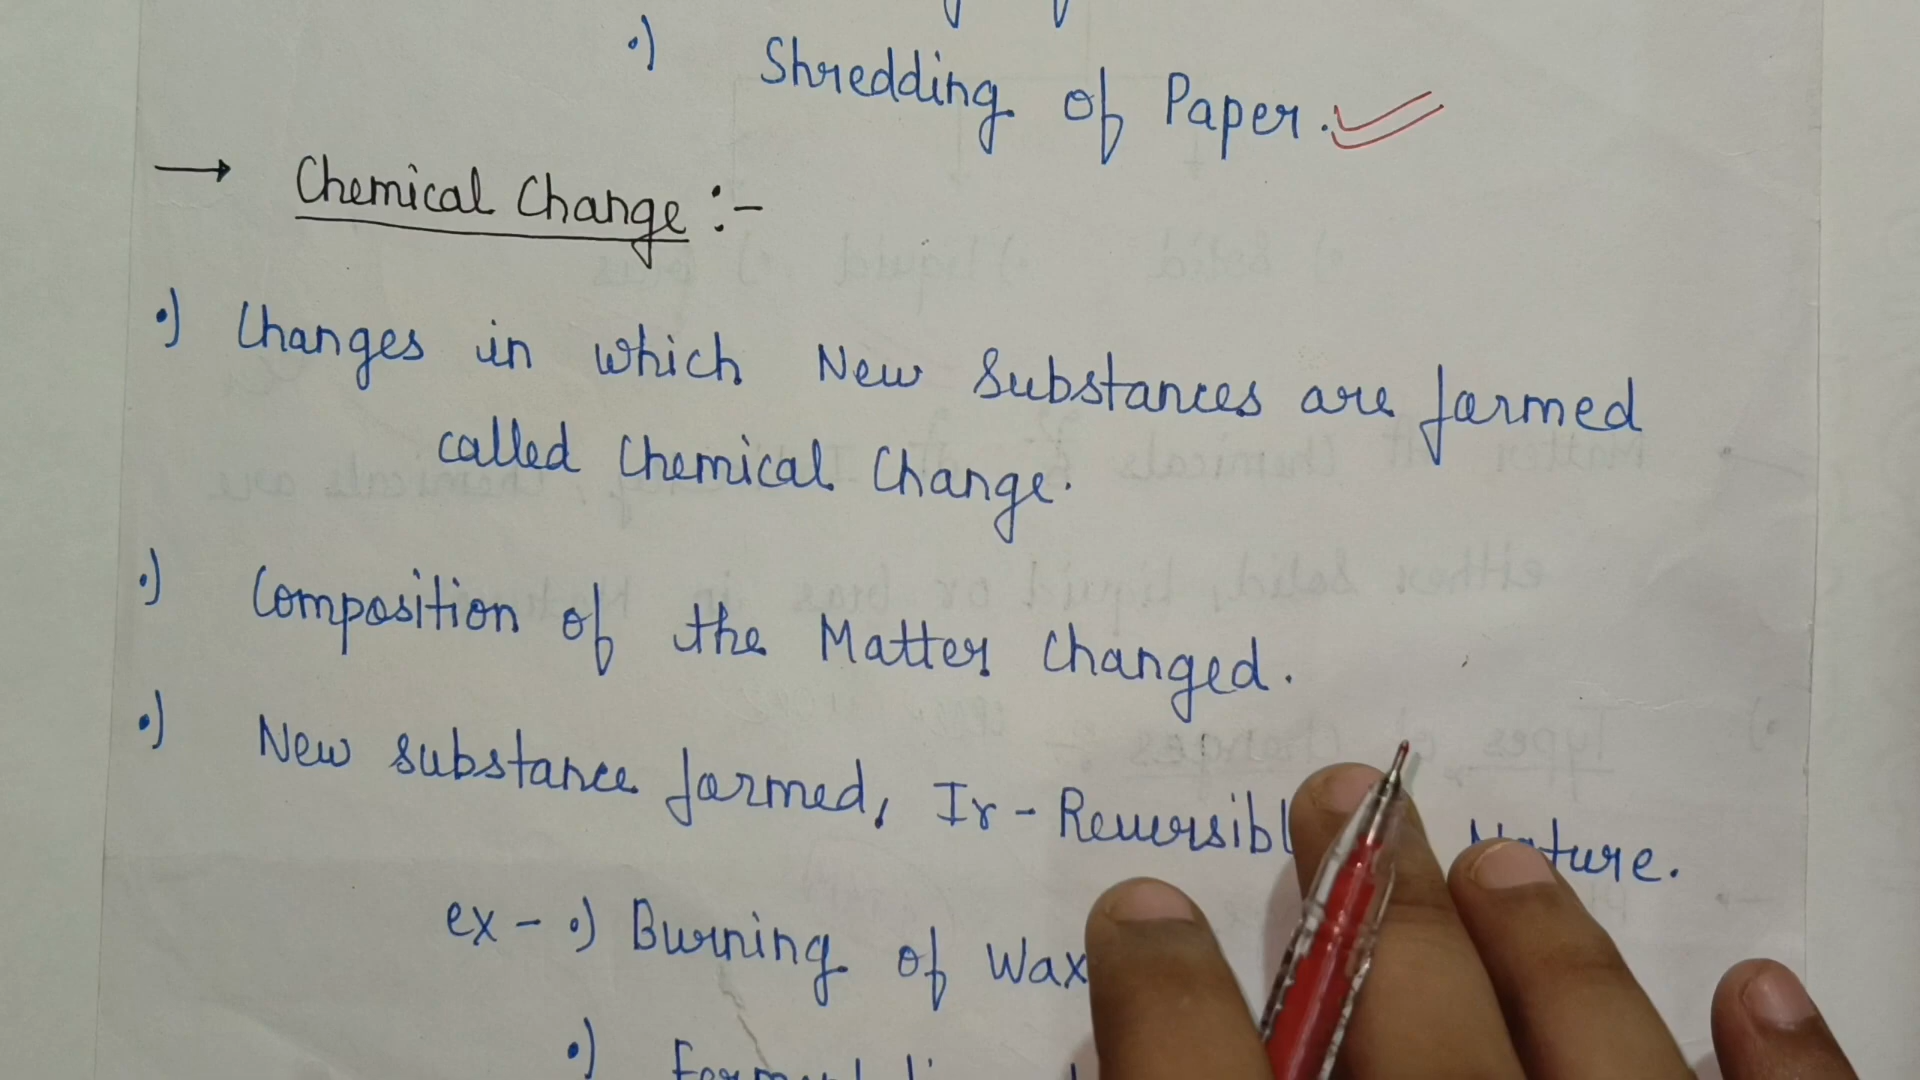 •) Shredding of Paper.
→ Chemical Change :-
•) Changes in which New Substances are formed
called Chemical Change.
•) Composition of the Matter Changed.
•) New substance formed, Ir-Reversibl Nature.
ex - •) Burning of Wax
•)